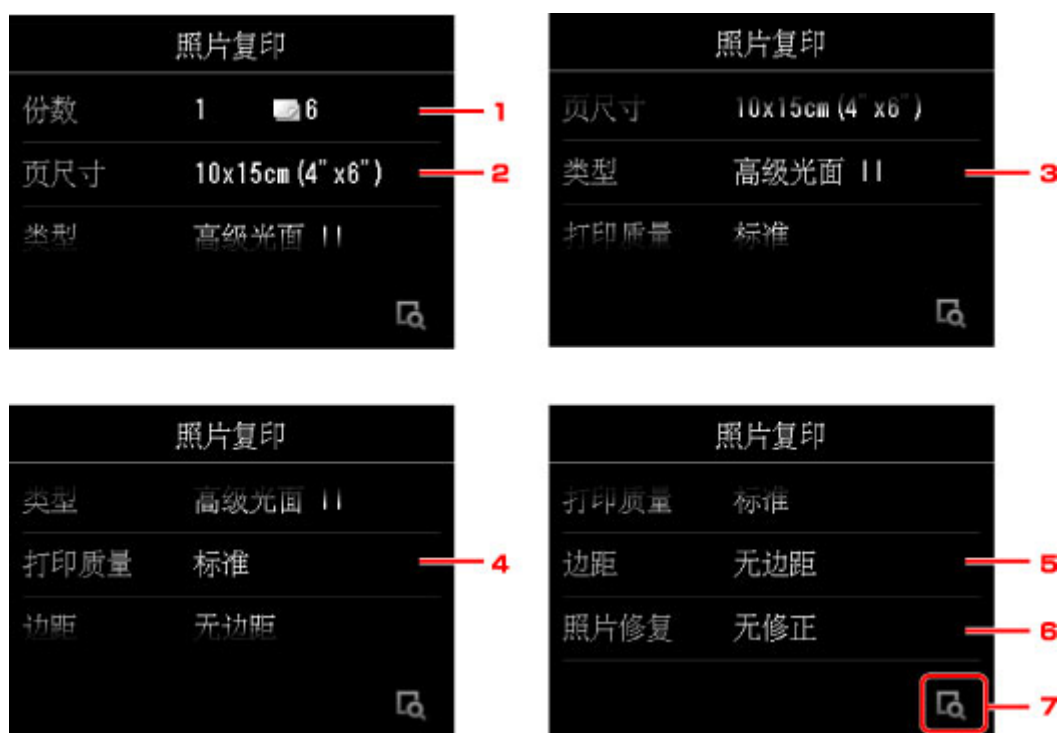 照片复印
份数 1 6 1
页尺寸 10x15cm(4"x6") 2
类型 高级光面 II
照片复印
页尺寸 10x15cm(4"x6")
类型 高级光面 II 3
打印质量 标准
照片复印
类型 高级光面 II
打印质量 标准 4
边距 无边距
照片复印
打印质量 标准
边距 无边距 5
照片修复 无修正 6
7